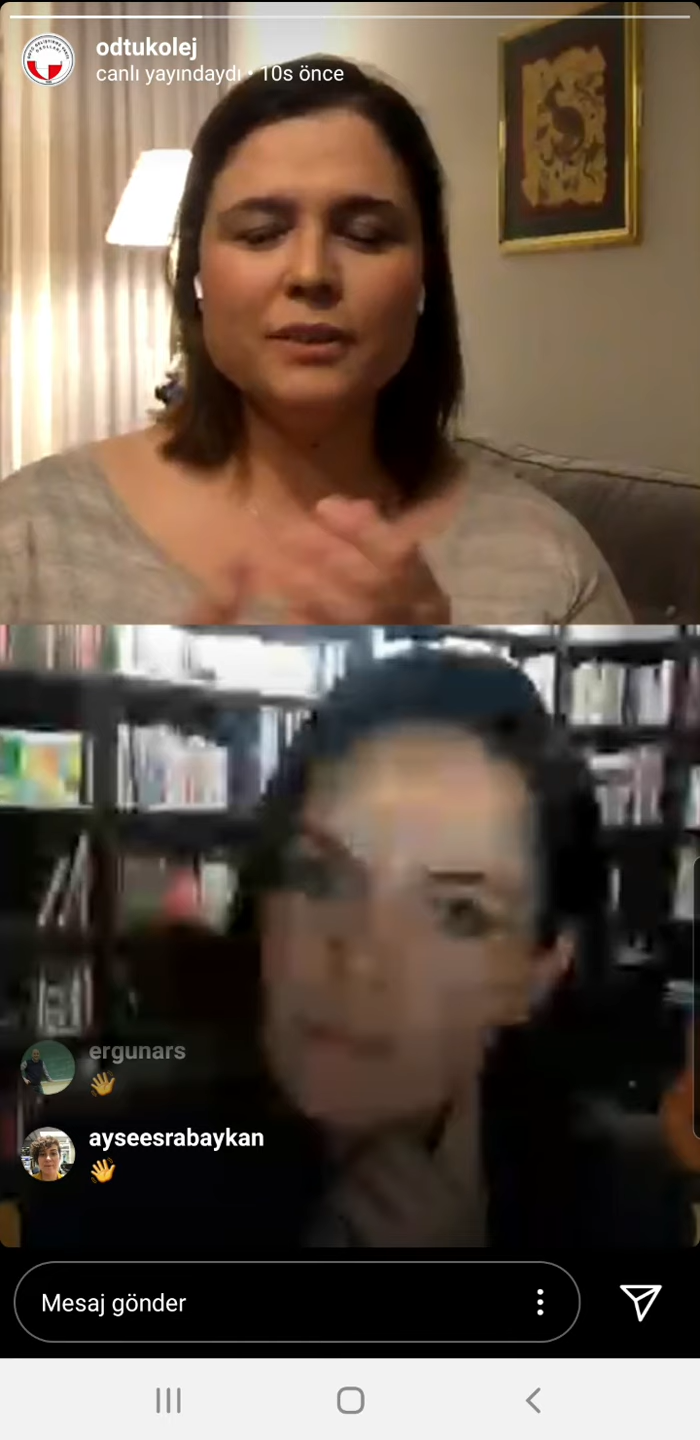 odtukolej
canlı yayındaydı • 10s önce
ergunars
👋
ayseesrabaykan
👋
Mesaj gönder